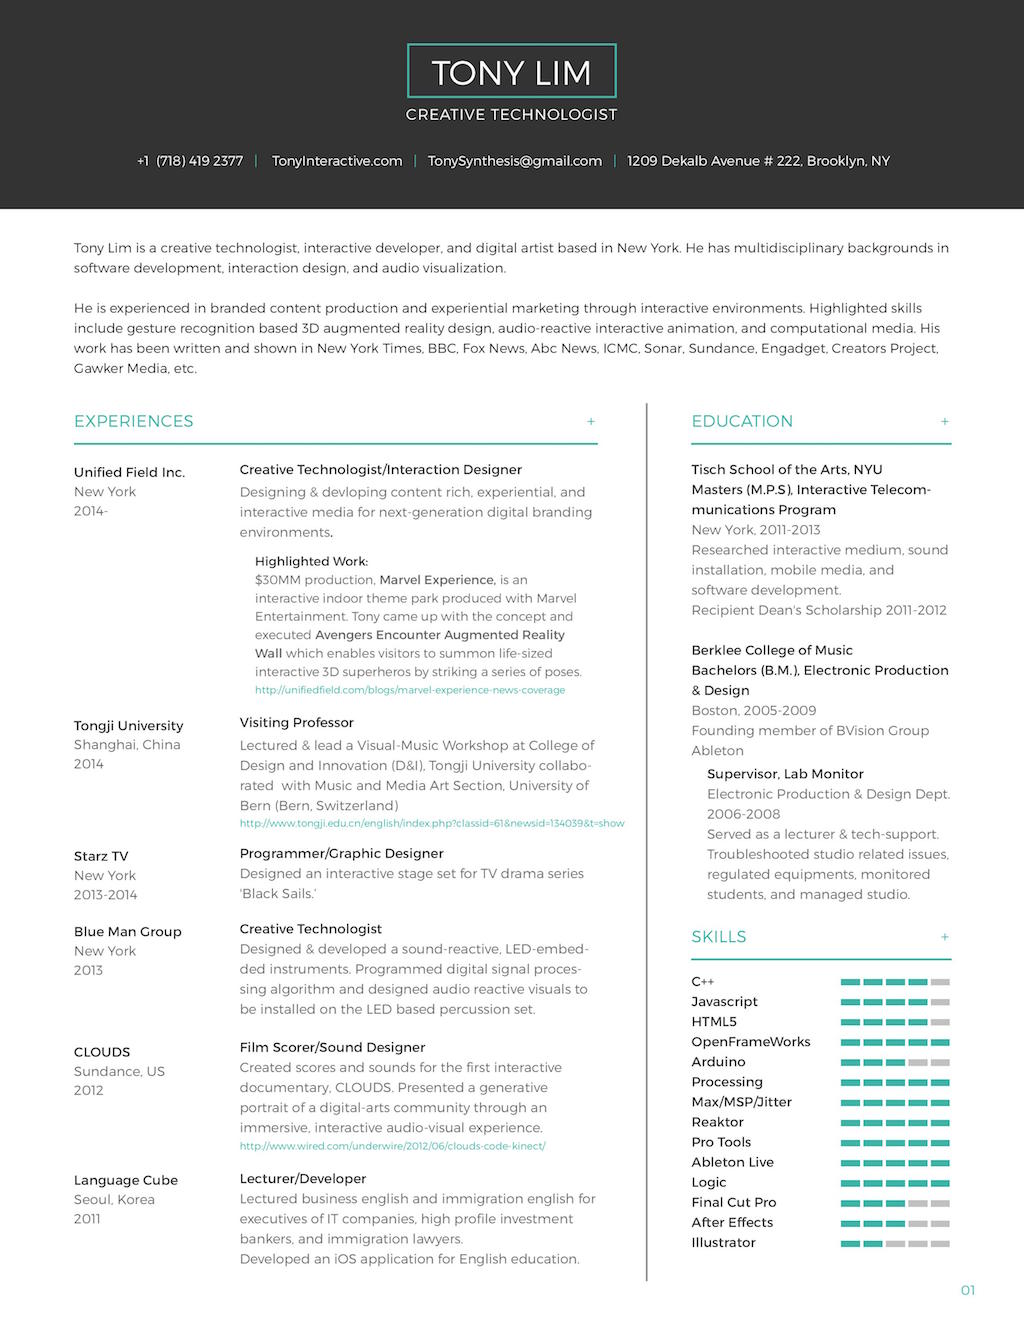 TONY LIM
CREATIVE TECHNOLOGIST
+1 (718) 419 2377 | TonyInteractive.com | TonySynthesis@gmail.com | 1209 Dekalb Avenue # 222, Brooklyn, NY
Tony Lim is a creative technologist, interactive developer, and digital artist based in New York. He has multidisciplinary backgrounds in
software development, interaction design, and audio visualization.
He is experienced in branded content production and experiential marketing through interactive environments. Highlighted skills
include gesture recognition based 3D augmented reality design, audio-reactive interactive animation, and computational media. His
work has been written and shown in New York Times, BBC, Fox News, Abc News, ICMC, Sonar, Sundance, Engadget, Creators Project,
Gawker Media, etc.
EXPERIENCES +
Unified Field Inc.
New York
2014-
Creative Technologist/Interaction Designer
Designing & devloping content rich, experiential, and
interactive media for next-generation digital branding
environments.
Highlighted Work:
$30MM production, Marvel Experience, is an
interactive indoor theme park produced with Marvel
Entertainment. Tony came up with the concept and
executed Avengers Encounter Augmented Reality
Wall which enables visitors to summon life-sized
interactive 3D superheros by striking a series of poses.
http://unifiedfield.com/blogs/marvel-experience-news-coverage
Tongji University
Shanghai, China
2014
Visiting Professor
Lectured & lead a Visual-Music Workshop at College of
Design and Innovation (D&I), Tongji University collabo-
rated with Music and Media Art Section, University of
Bern (Bern, Switzerland)
http://www.tongji.edu.cn/english/index.php?classid=61&newsid=134039&t=show
Starz TV
New York
2013-2014
Programmer/Graphic Designer
Designed an interactive stage set for TV drama series
'Black Sails.'
Blue Man Group
New York
2013
Creative Technologist
Designed & developed a sound-reactive, LED-embed-
ded instruments. Programmed digital signal proces-
sing algorithm and designed audio reactive visuals to
be installed on the LED based percussion set.
CLOUDS
Sundance, US
2012
Film Scorer/Sound Designer
Created scores and sounds for the first interactive
documentary, CLOUDS. Presented a generative
portrait of a digital-arts community through an
immersive, interactive audio-visual experience.
http://www.wired.com/underwire/2012/06/clouds-code-kinect/
Language Cube
Seoul, Korea
2011
Lecturer/Developer
Lectured business english and immigration english for
executives of IT companies, high profile investment
bankers, and immigration lawyers.
Developed an iOS application for English education.
EDUCATION +
Tisch School of the Arts, NYU
Masters (M.P.S), Interactive Telecom-
munications Program
New York, 2011-2013
Researched interactive medium, sound
installation, mobile media, and
software development.
Recipient Dean's Scholarship 2011-2012
Berklee College of Music
Bachelors (B.M.), Electronic Production
& Design
Boston, 2005-2009
Founding member of BVision Group
Ableton
Supervisor, Lab Monitor
Electronic Production & Design Dept.
2006-2008
Served as a lecturer & tech-support.
Troubleshooted studio related issues,
regulated equipments, monitored
students, and managed studio.
SKILLS +
C++
Javascript
HTML5
OpenFrameWorks
Arduino
Processing
Max/MSP/Jitter
Reaktor
Pro Tools
Ableton Live
Logic
Final Cut Pro
After Effects
Illustrator
01